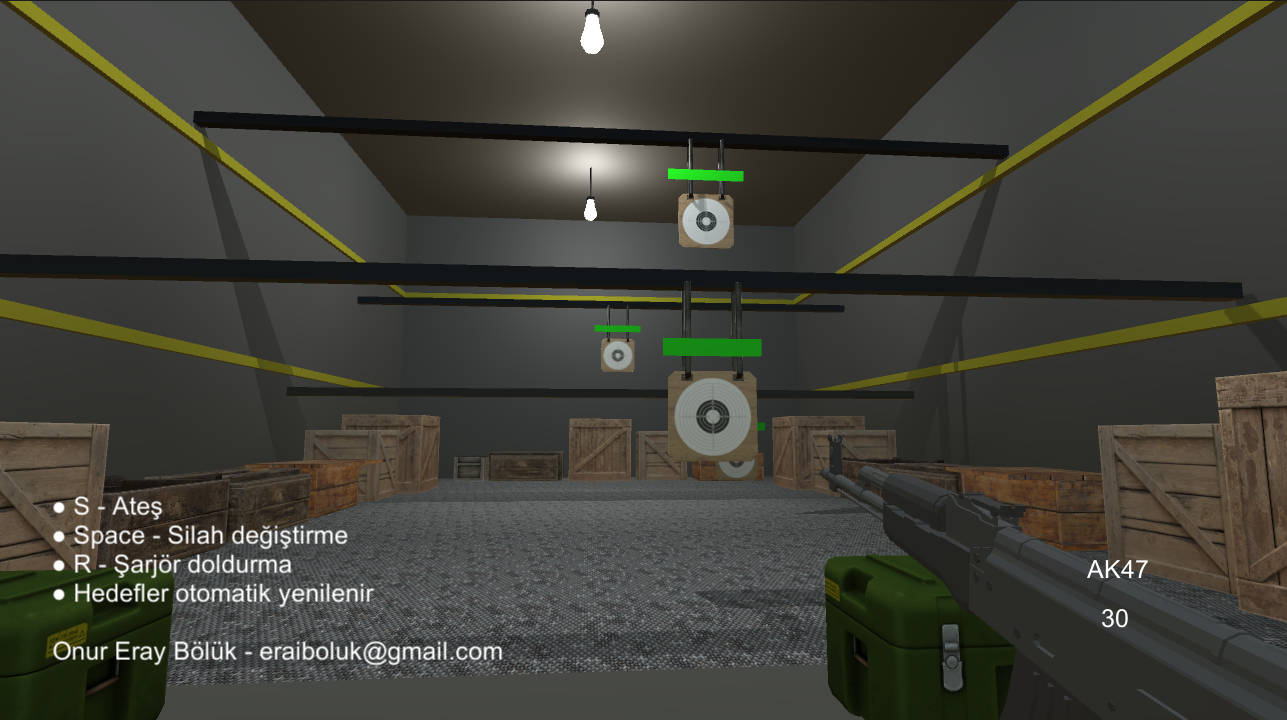 ● S - Ateş
● Space - Silah değiştirme
● R - Şarjör doldurma
● Hedefler otomatik yenilenir
Onur Eray Bölük - eraiboluk@gmail.com
AK47
30